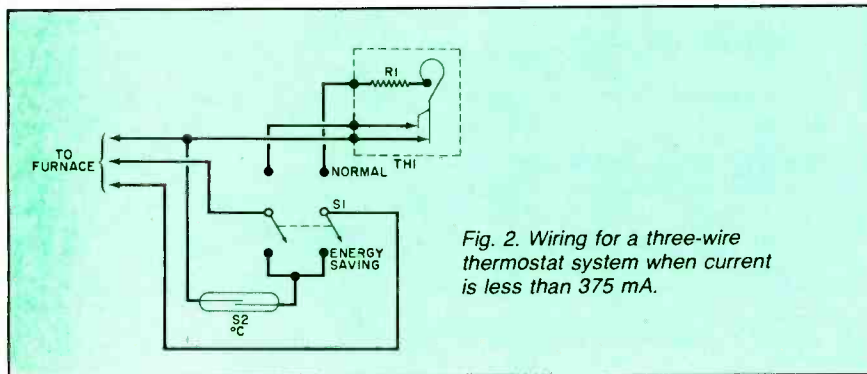 R1
TO
FURNACE
TH1
NORMAL
S1
ENERGY
SAVING
S2
°C
Fig. 2. Wiring for a three-wire
thermostat system when current
is less than 375 mA.